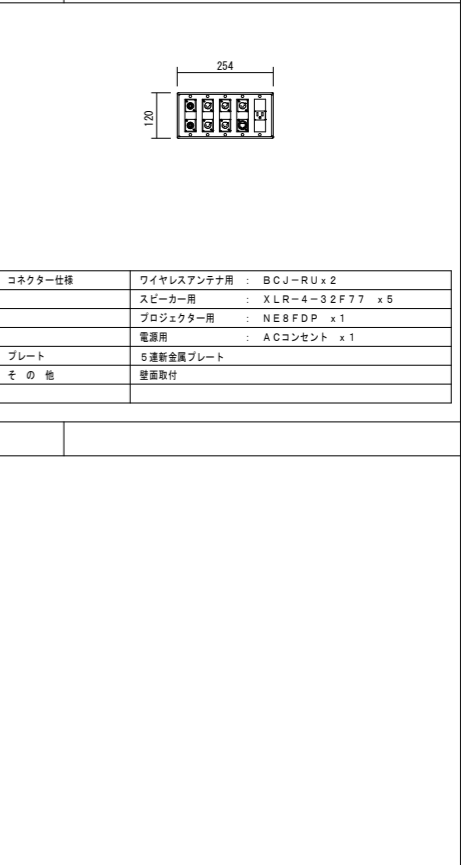 254
120
コネクター仕様 ワイヤレスアンテナ用 : BCJ-RUx2
スピーカー用 : XLR-4-32F77 x5
プロジェクター用 : NE8FDP x1
電源用 : ACコンセント x1
プレート 5連新金属プレート
そ の 他 壁面取付